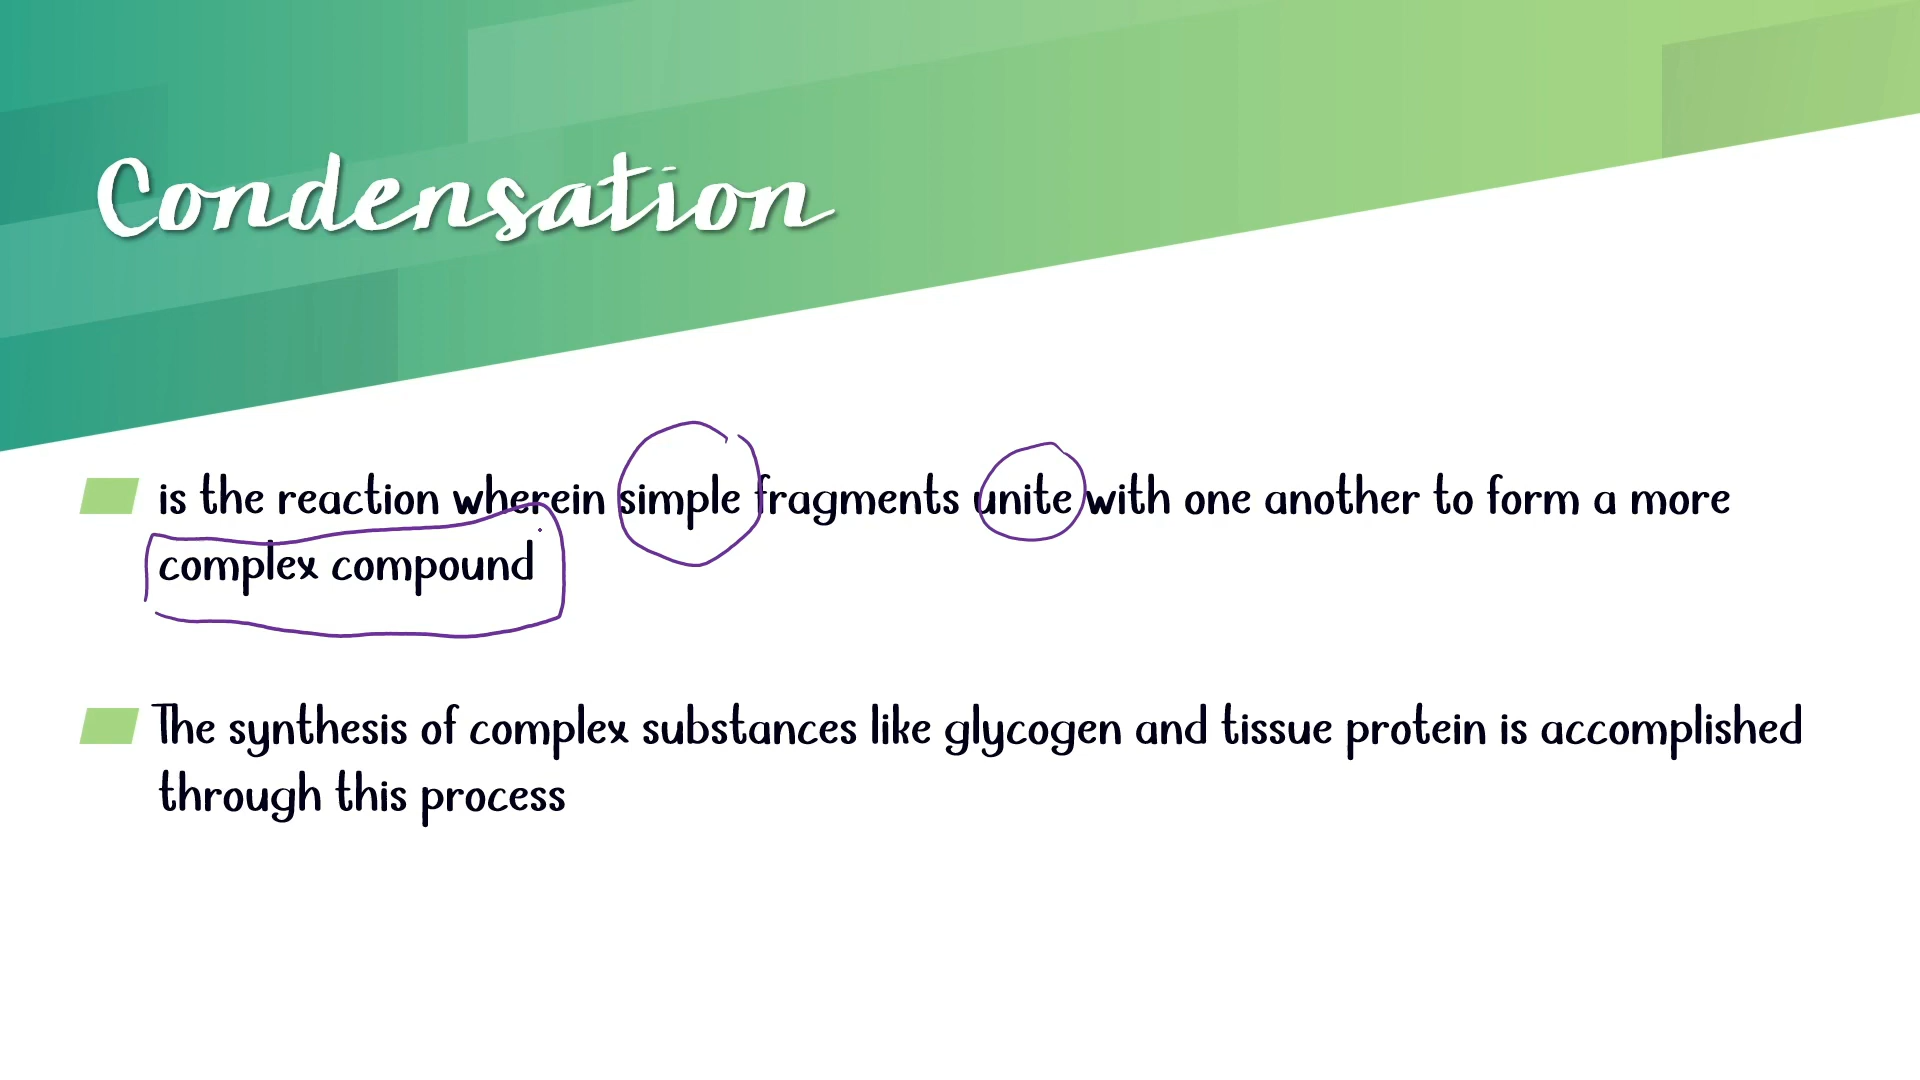 Condensation
is the reaction wherein simple fragments unite with one another to form a more
complex compound
The synthesis of complex substances like glycogen and tissue protein is accomplished
through this process